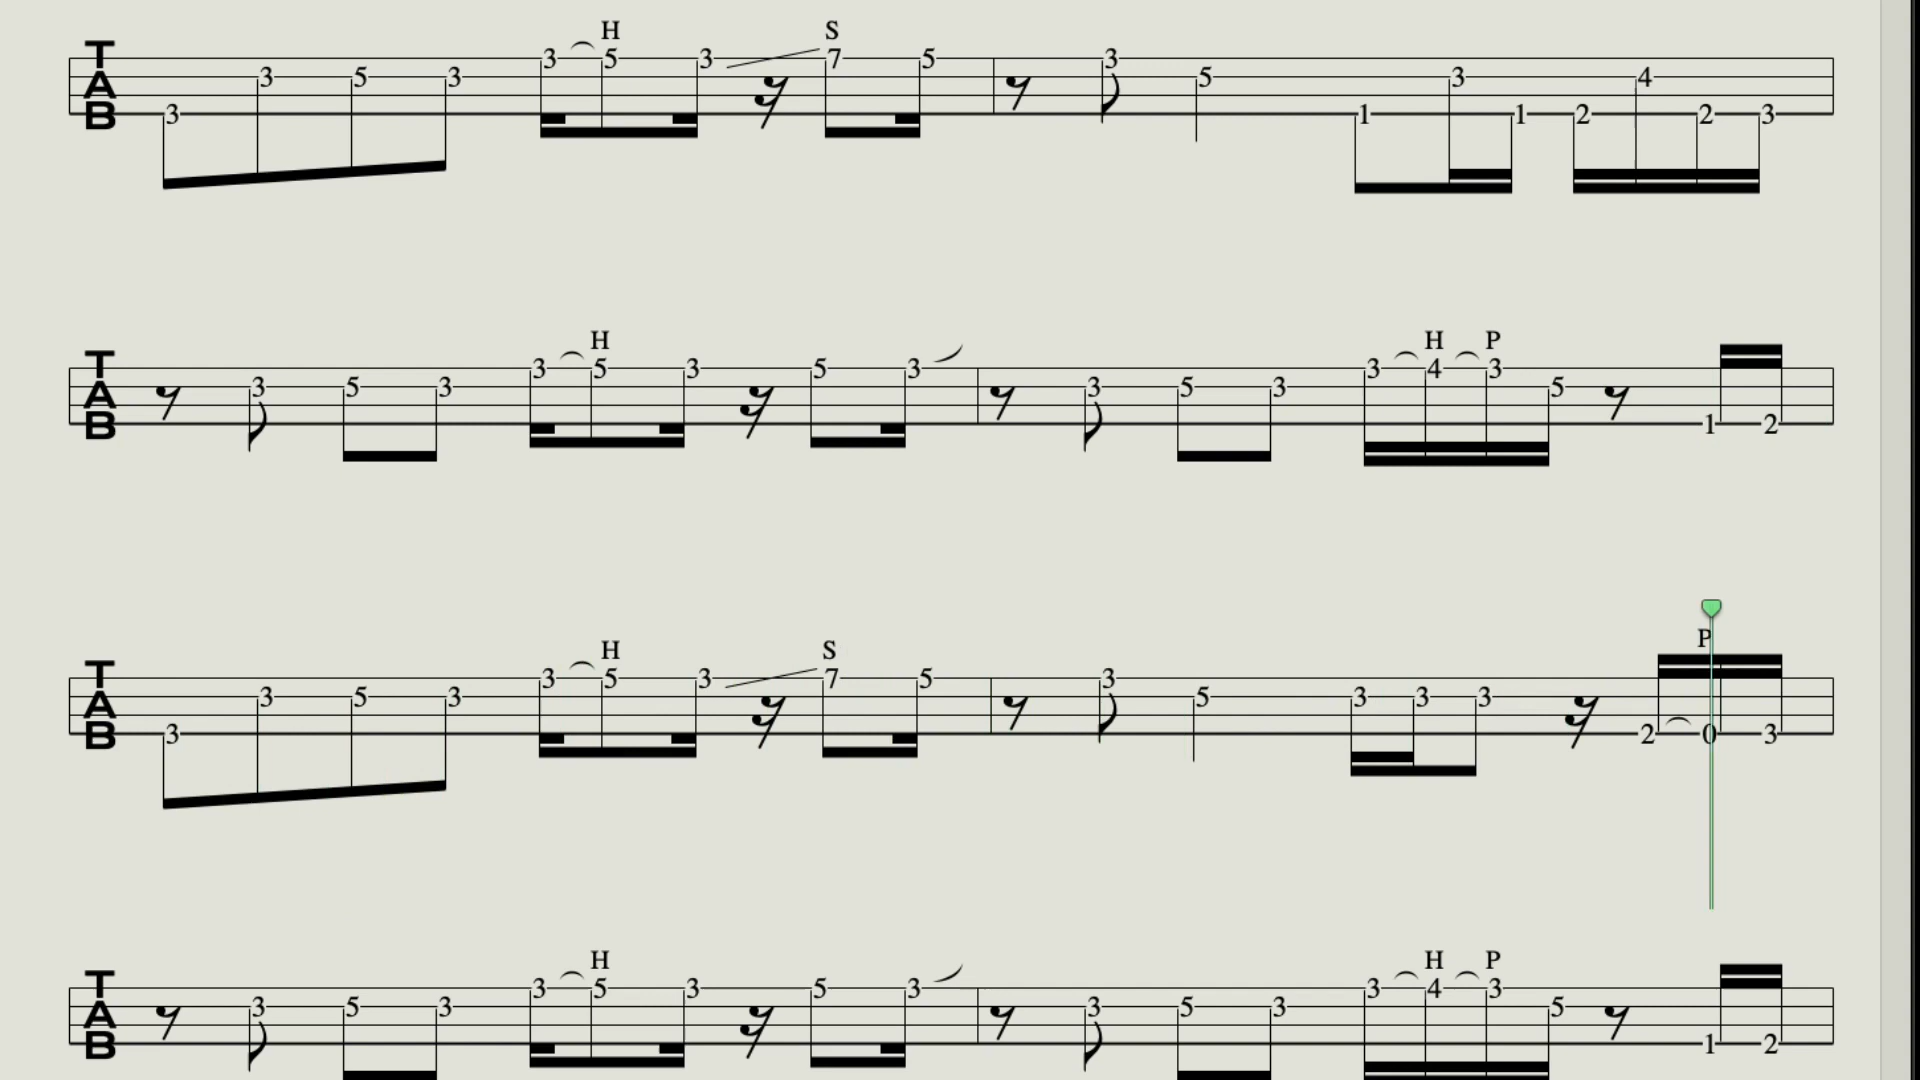 H S
TAB 3 3 5 3 3 5 3 7 5 3 5 1 3 1 2 4 2 3
H H P
TAB 3 5 3 3 5 3 5 3 3 5 3 3 4 3 5 1 2
H S P
TAB 3 3 5 3 3 5 3 7 5 3 5 3 3 3 2 0 3
H H P
TAB 3 5 3 3 5 3 5 3 3 5 3 3 4 3 5 1 2